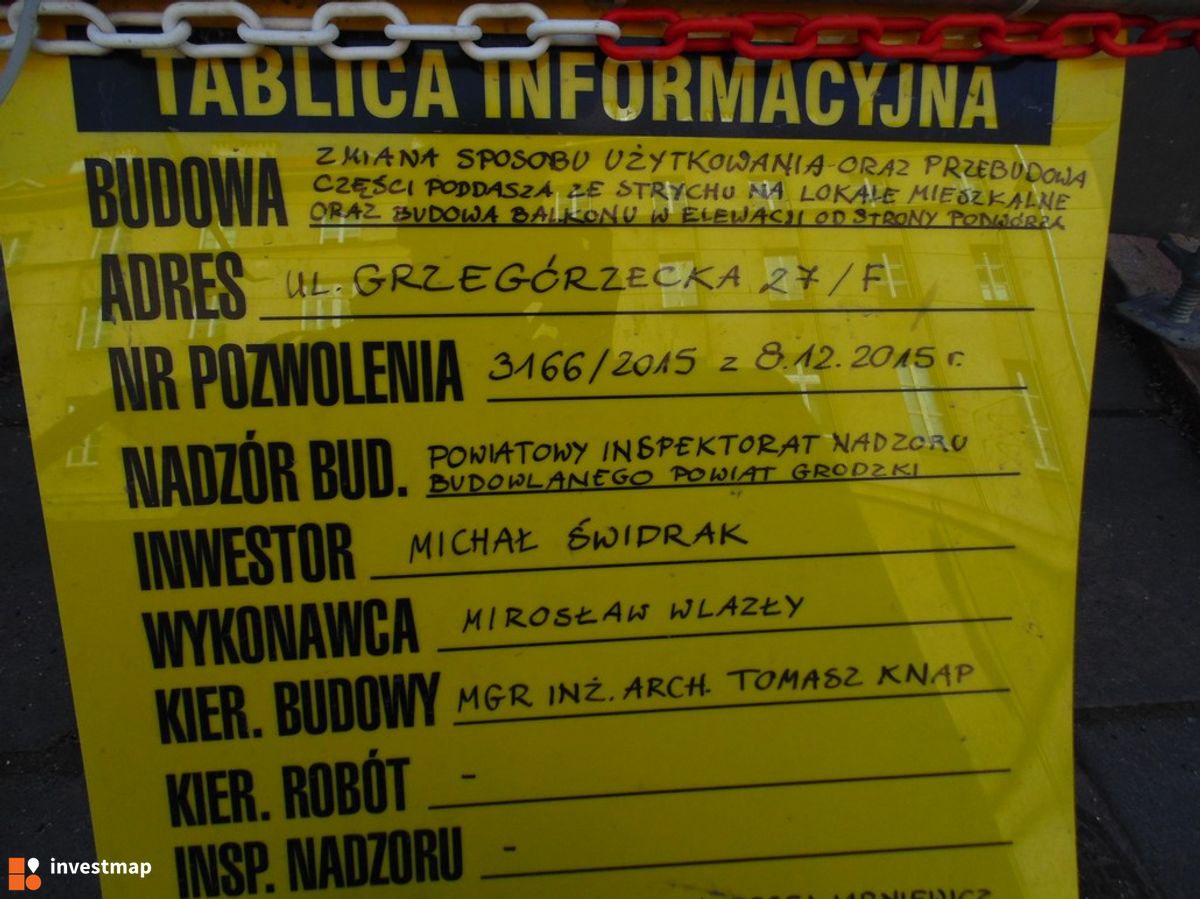 TABLICA INFORMACYJNA
BUDOWA ZMIANA SPOSOBU UŻYTKOWANIA ORAZ PRZEBUDOWA
CZĘŚCI PODDASZA ZE STRYCHU NA LOKALE MIESZKALNE
ORAZ BUDOWA BALKONU W ELEWACJI OD STRONY PODWÓRZA
ADRES UL. GRZEGÓRZECKA 27/F
NR POZWOLENIA 3166/2015 z 8.12.2015 r.
NADZÓR BUD. POWIATOWY INSPEKTORAT NADZORU
BUDOWLANEGO POWIAT GRODZKI
INWESTOR MICHAŁ ŚWIDRAK
WYKONAWCA MIROSŁAW WLAZŁY
KIER. BUDOWY MGR INŻ. ARCH. TOMASZ KNAP
KIER. ROBÓT -
INSP. NADZORU -
investmap